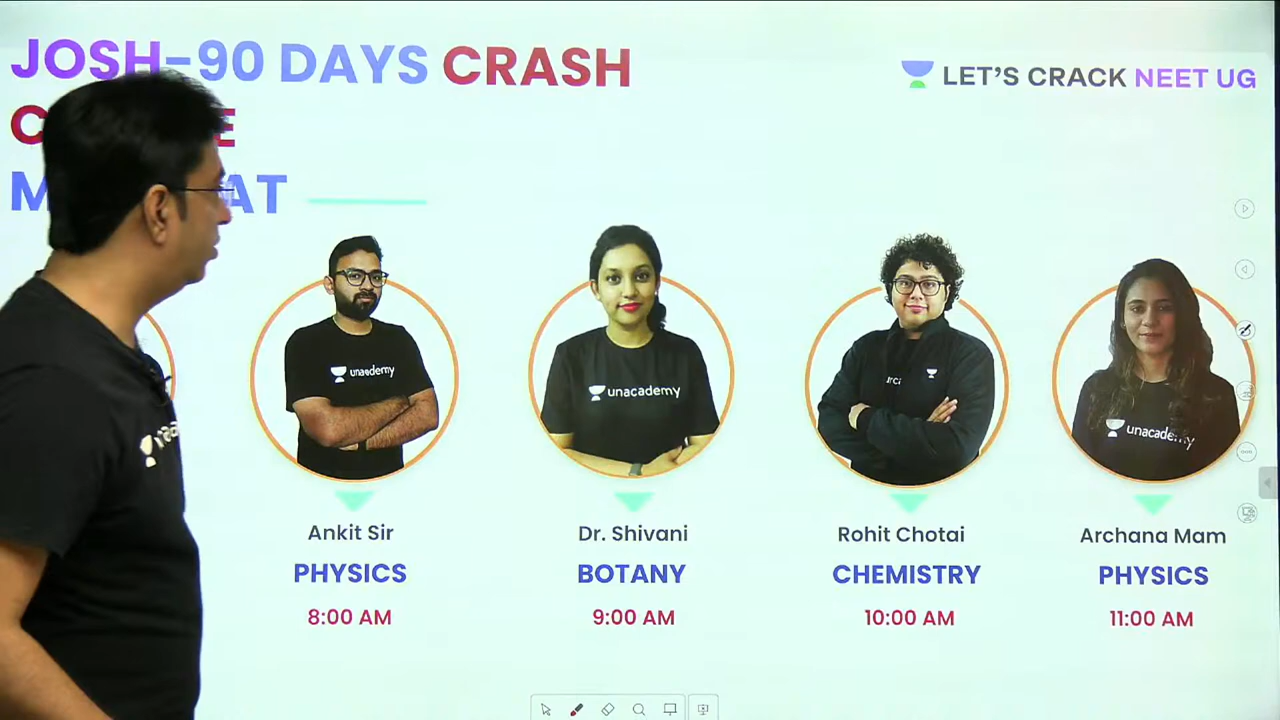 JOSH-90 DAYS CRASH
LET'S CRACK NEET UG
unacademy
unacademy
unacademy
Ankit Sir
Dr. Shivani
Rohit Chotai
Archana Mam
PHYSICS
BOTANY
CHEMISTRY
PHYSICS
8:00 AM
9:00 AM
10:00 AM
11:00 AM